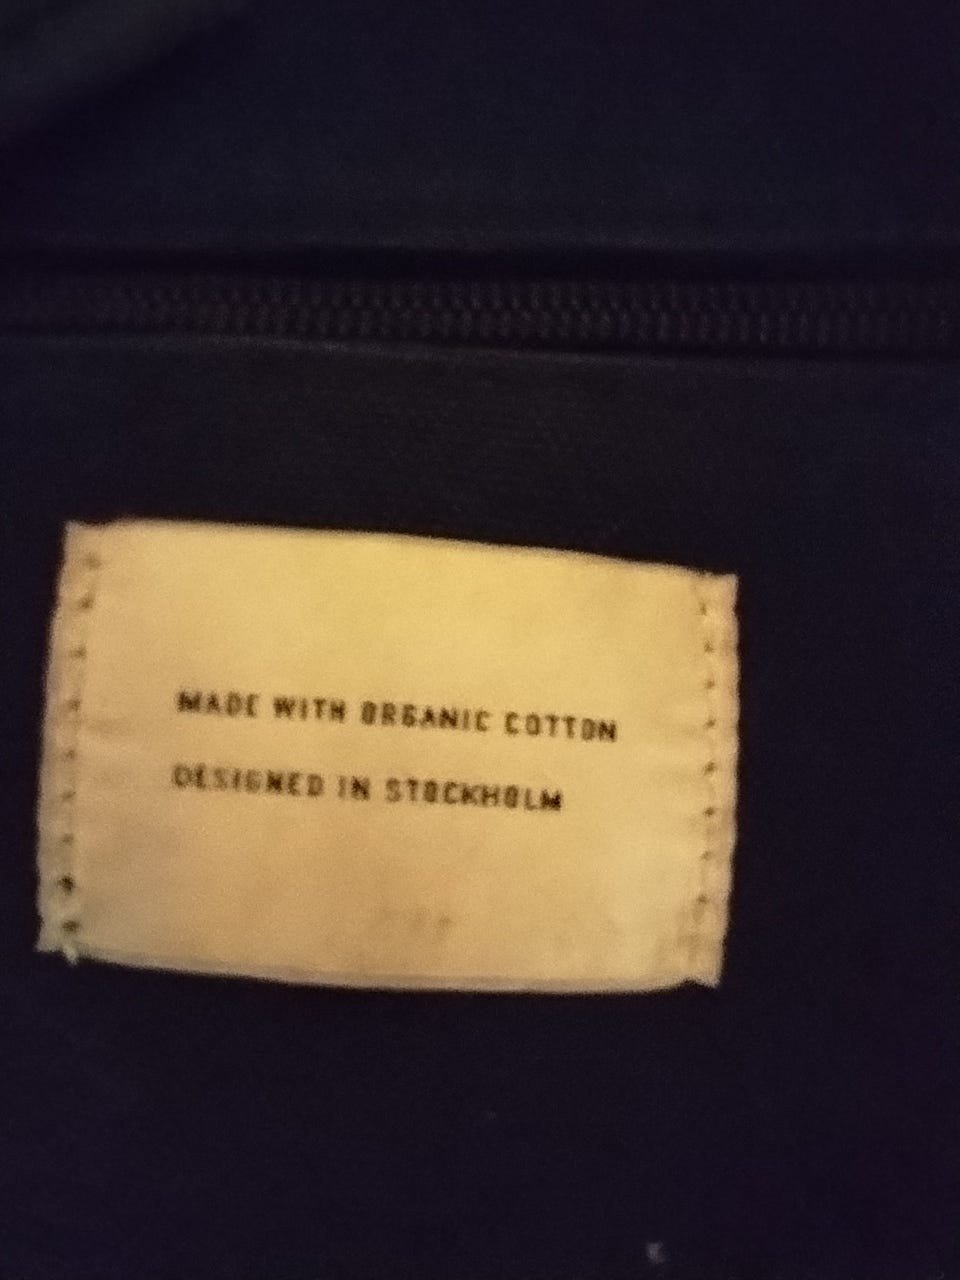 MADE WITH ORGANIC COTTON
DESIGNED IN STOCKHOLM